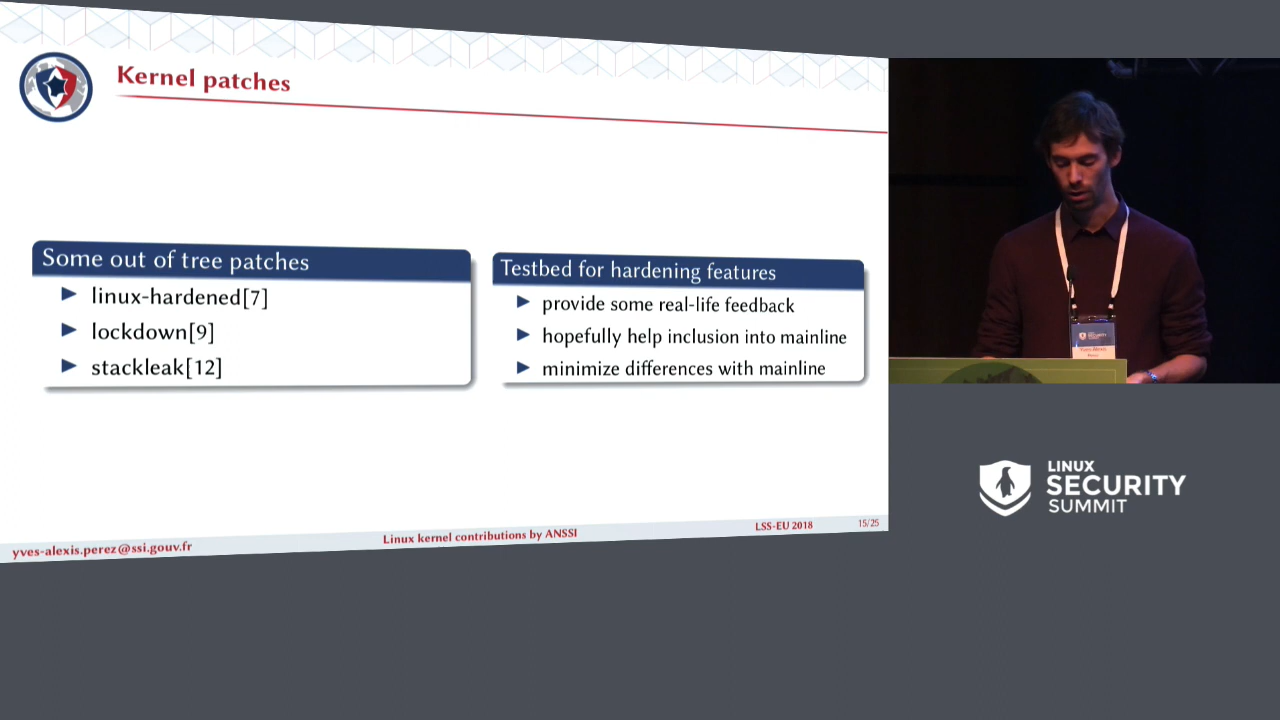 Kernel patches
Some out of tree patches
linux-hardened[7]
lockdown[9]
stackleak[12]
Testbed for hardening features
provide some real-life feedback
hopefully help inclusion into mainline
minimize differences with mainline
yves-alexis.perez@ssi.gouv.fr
Linux kernel contributions by ANSSI
LSS-EU 2018
15/25
LINUX
SECURITY
SUMMIT